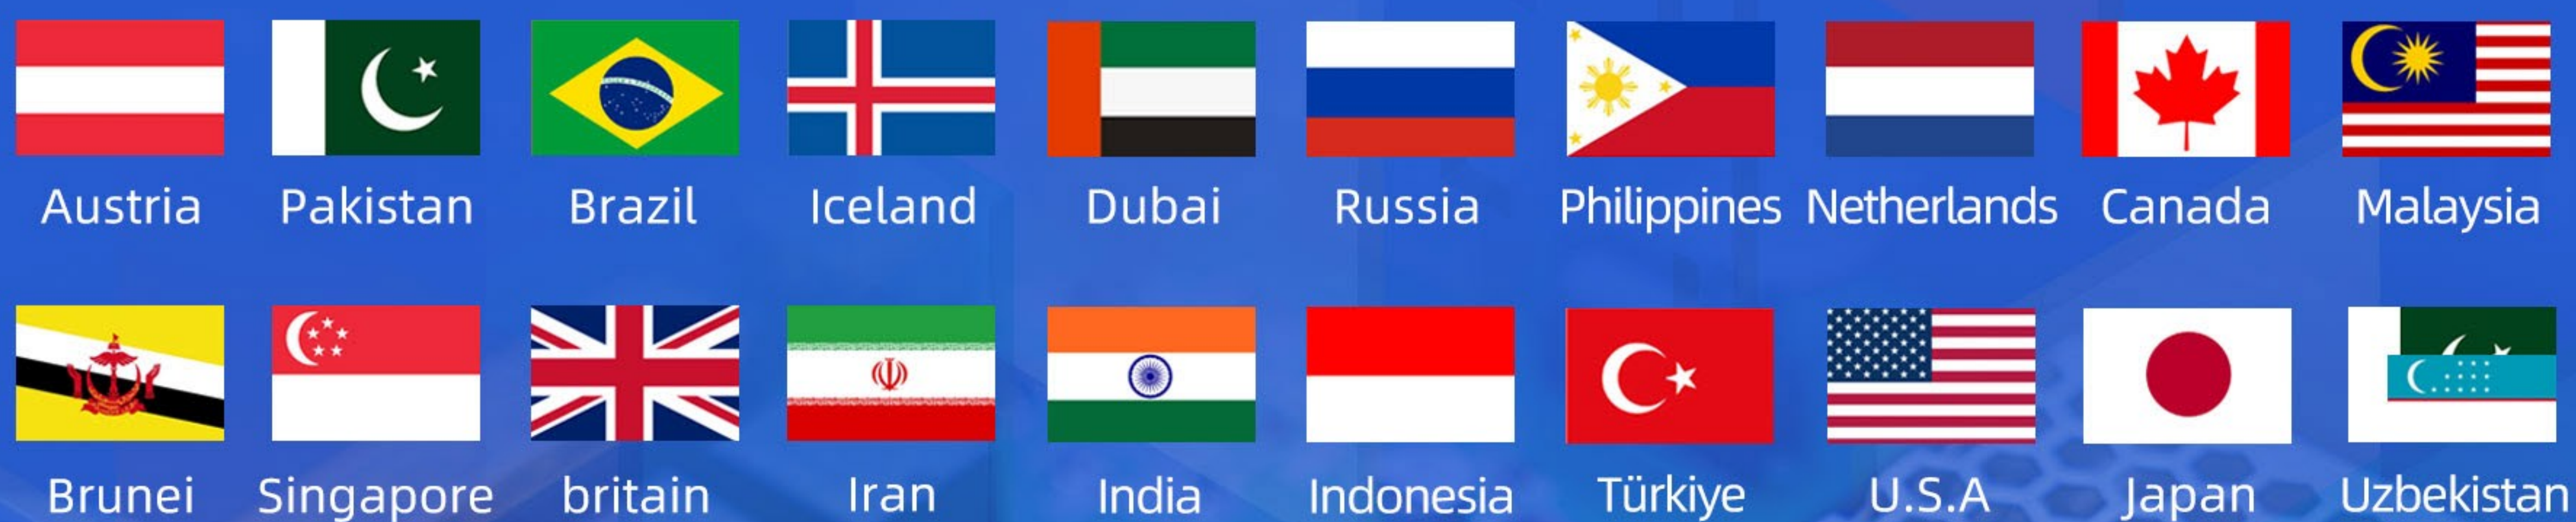 Austria Pakistan Brazil Iceland Dubai Russia Philippines Netherlands Canada Malaysia
Brunei Singapore britain Iran India Indonesia Türkiye U.S.A Japan Uzbekistan